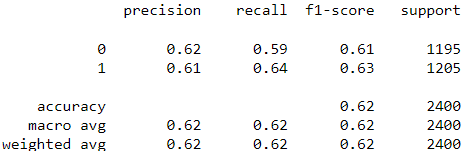 precision recall f1-score support
0 0.62 0.59 0.61 1195
1 0.61 0.64 0.63 1205
accuracy 0.62 2400
macro avg 0.62 0.62 0.62 2400
weighted avg 0.62 0.62 0.62 2400